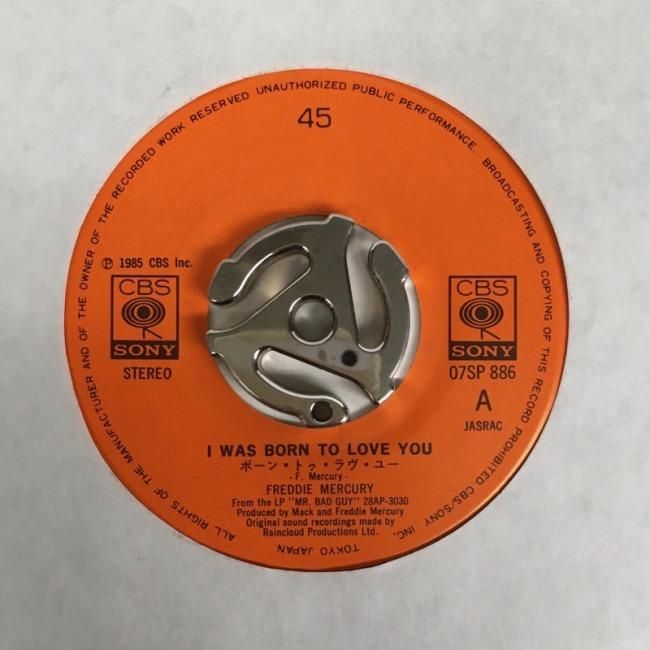 ALL RIGHTS OF THE MANUFACTURER AND OF THE OWNER OF THE RECORDED WORK RESERVED UNAUTHORIZED PUBLIC PERFORMANCE, BROADCASTING AND COPYING OF THIS RECORD PROHIBITED CBS/SONY INC.
TOKYO JAPAN
45
℗ 1985 CBS Inc.
CBS
SONY
STEREO
CBS
SONY
07SP 886
A
JASRAC
I WAS BORN TO LOVE YOU
ボーン・トゥ・ラヴ・ユー
- F. Mercury -
FREDDIE MERCURY
From the LP "MR. BAD GUY" 28AP-3030
Produced by Mack and Freddie Mercury
Original sound recordings made by
Raincloud Productions Ltd.